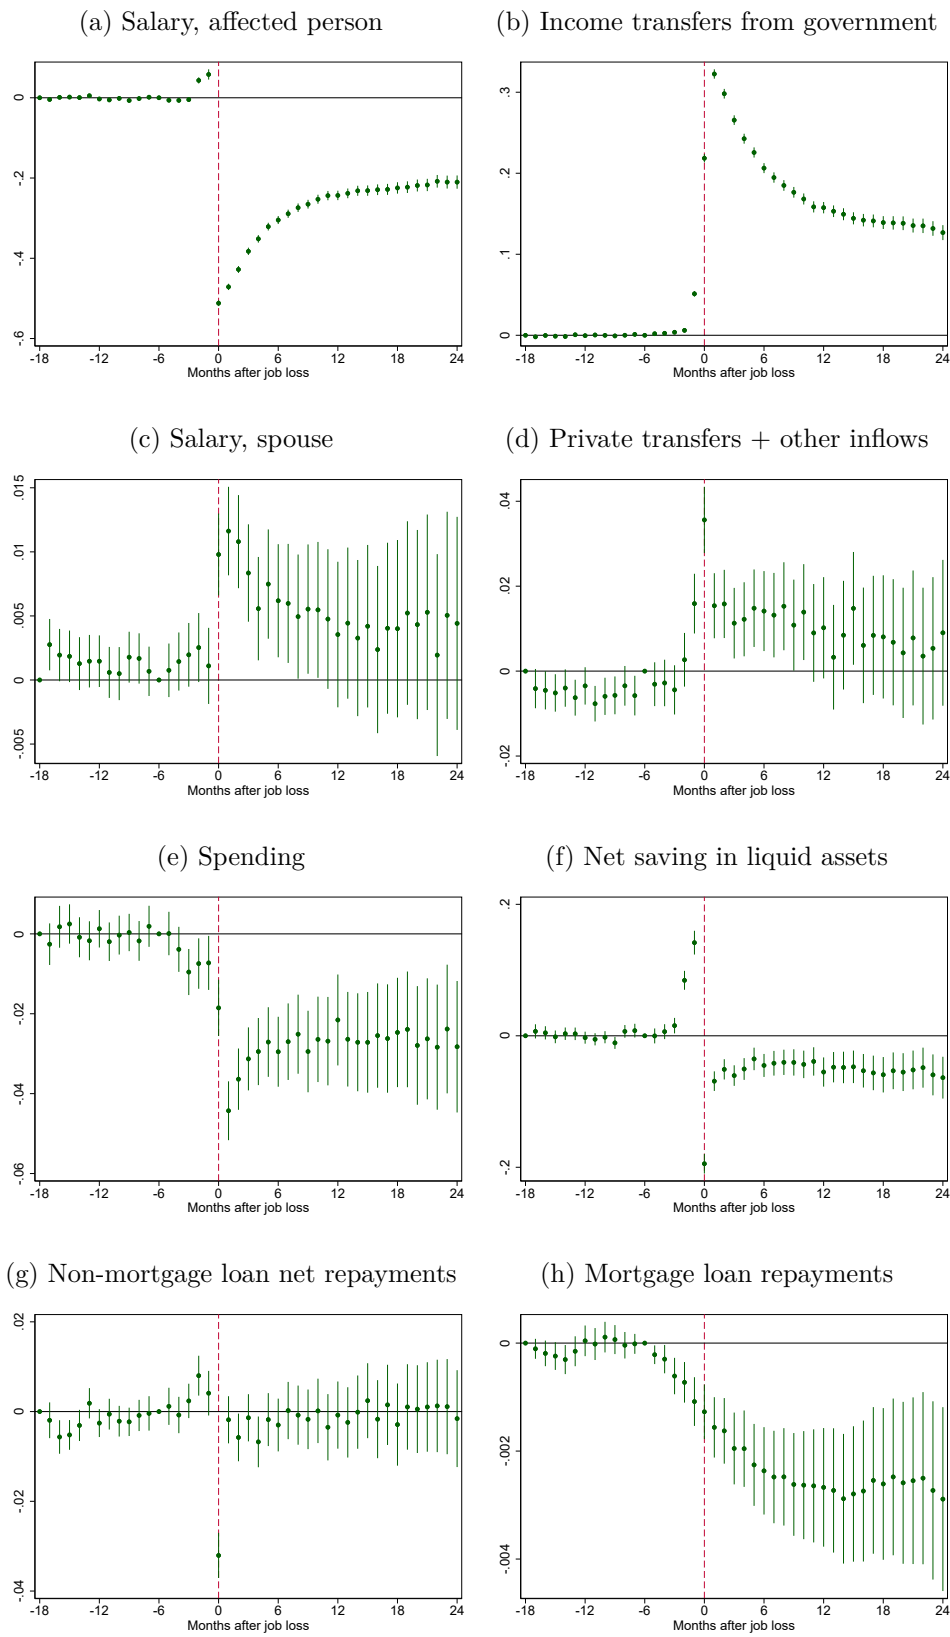 (a) Salary, affected person
0
-.2
-.4
-.6
-18 -12 -6 0 6 12 18 24
Months after job loss
(b) Income transfers from government
.3
.2
.1
0
-18 -12 -6 0 6 12 18 24
Months after job loss
(c) Salary, spouse
.015
.01
.005
0
-.005
-18 -12 -6 0 6 12 18 24
Months after job loss
(d) Private transfers + other inflows
.04
.02
0
-.02
-18 -12 -6 0 6 12 18 24
Months after job loss
(e) Spending
0
-.02
-.04
-.06
-18 -12 -6 0 6 12 18 24
Months after job loss
(f) Net saving in liquid assets
.2
0
-.2
-18 -12 -6 0 6 12 18 24
Months after job loss
(g) Non-mortgage loan net repayments
.02
0
-.02
-.04
-18 -12 -6 0 6 12 18 24
Months after job loss
(h) Mortgage loan repayments
0
-.002
-.004
-18 -12 -6 0 6 12 18 24
Months after job loss